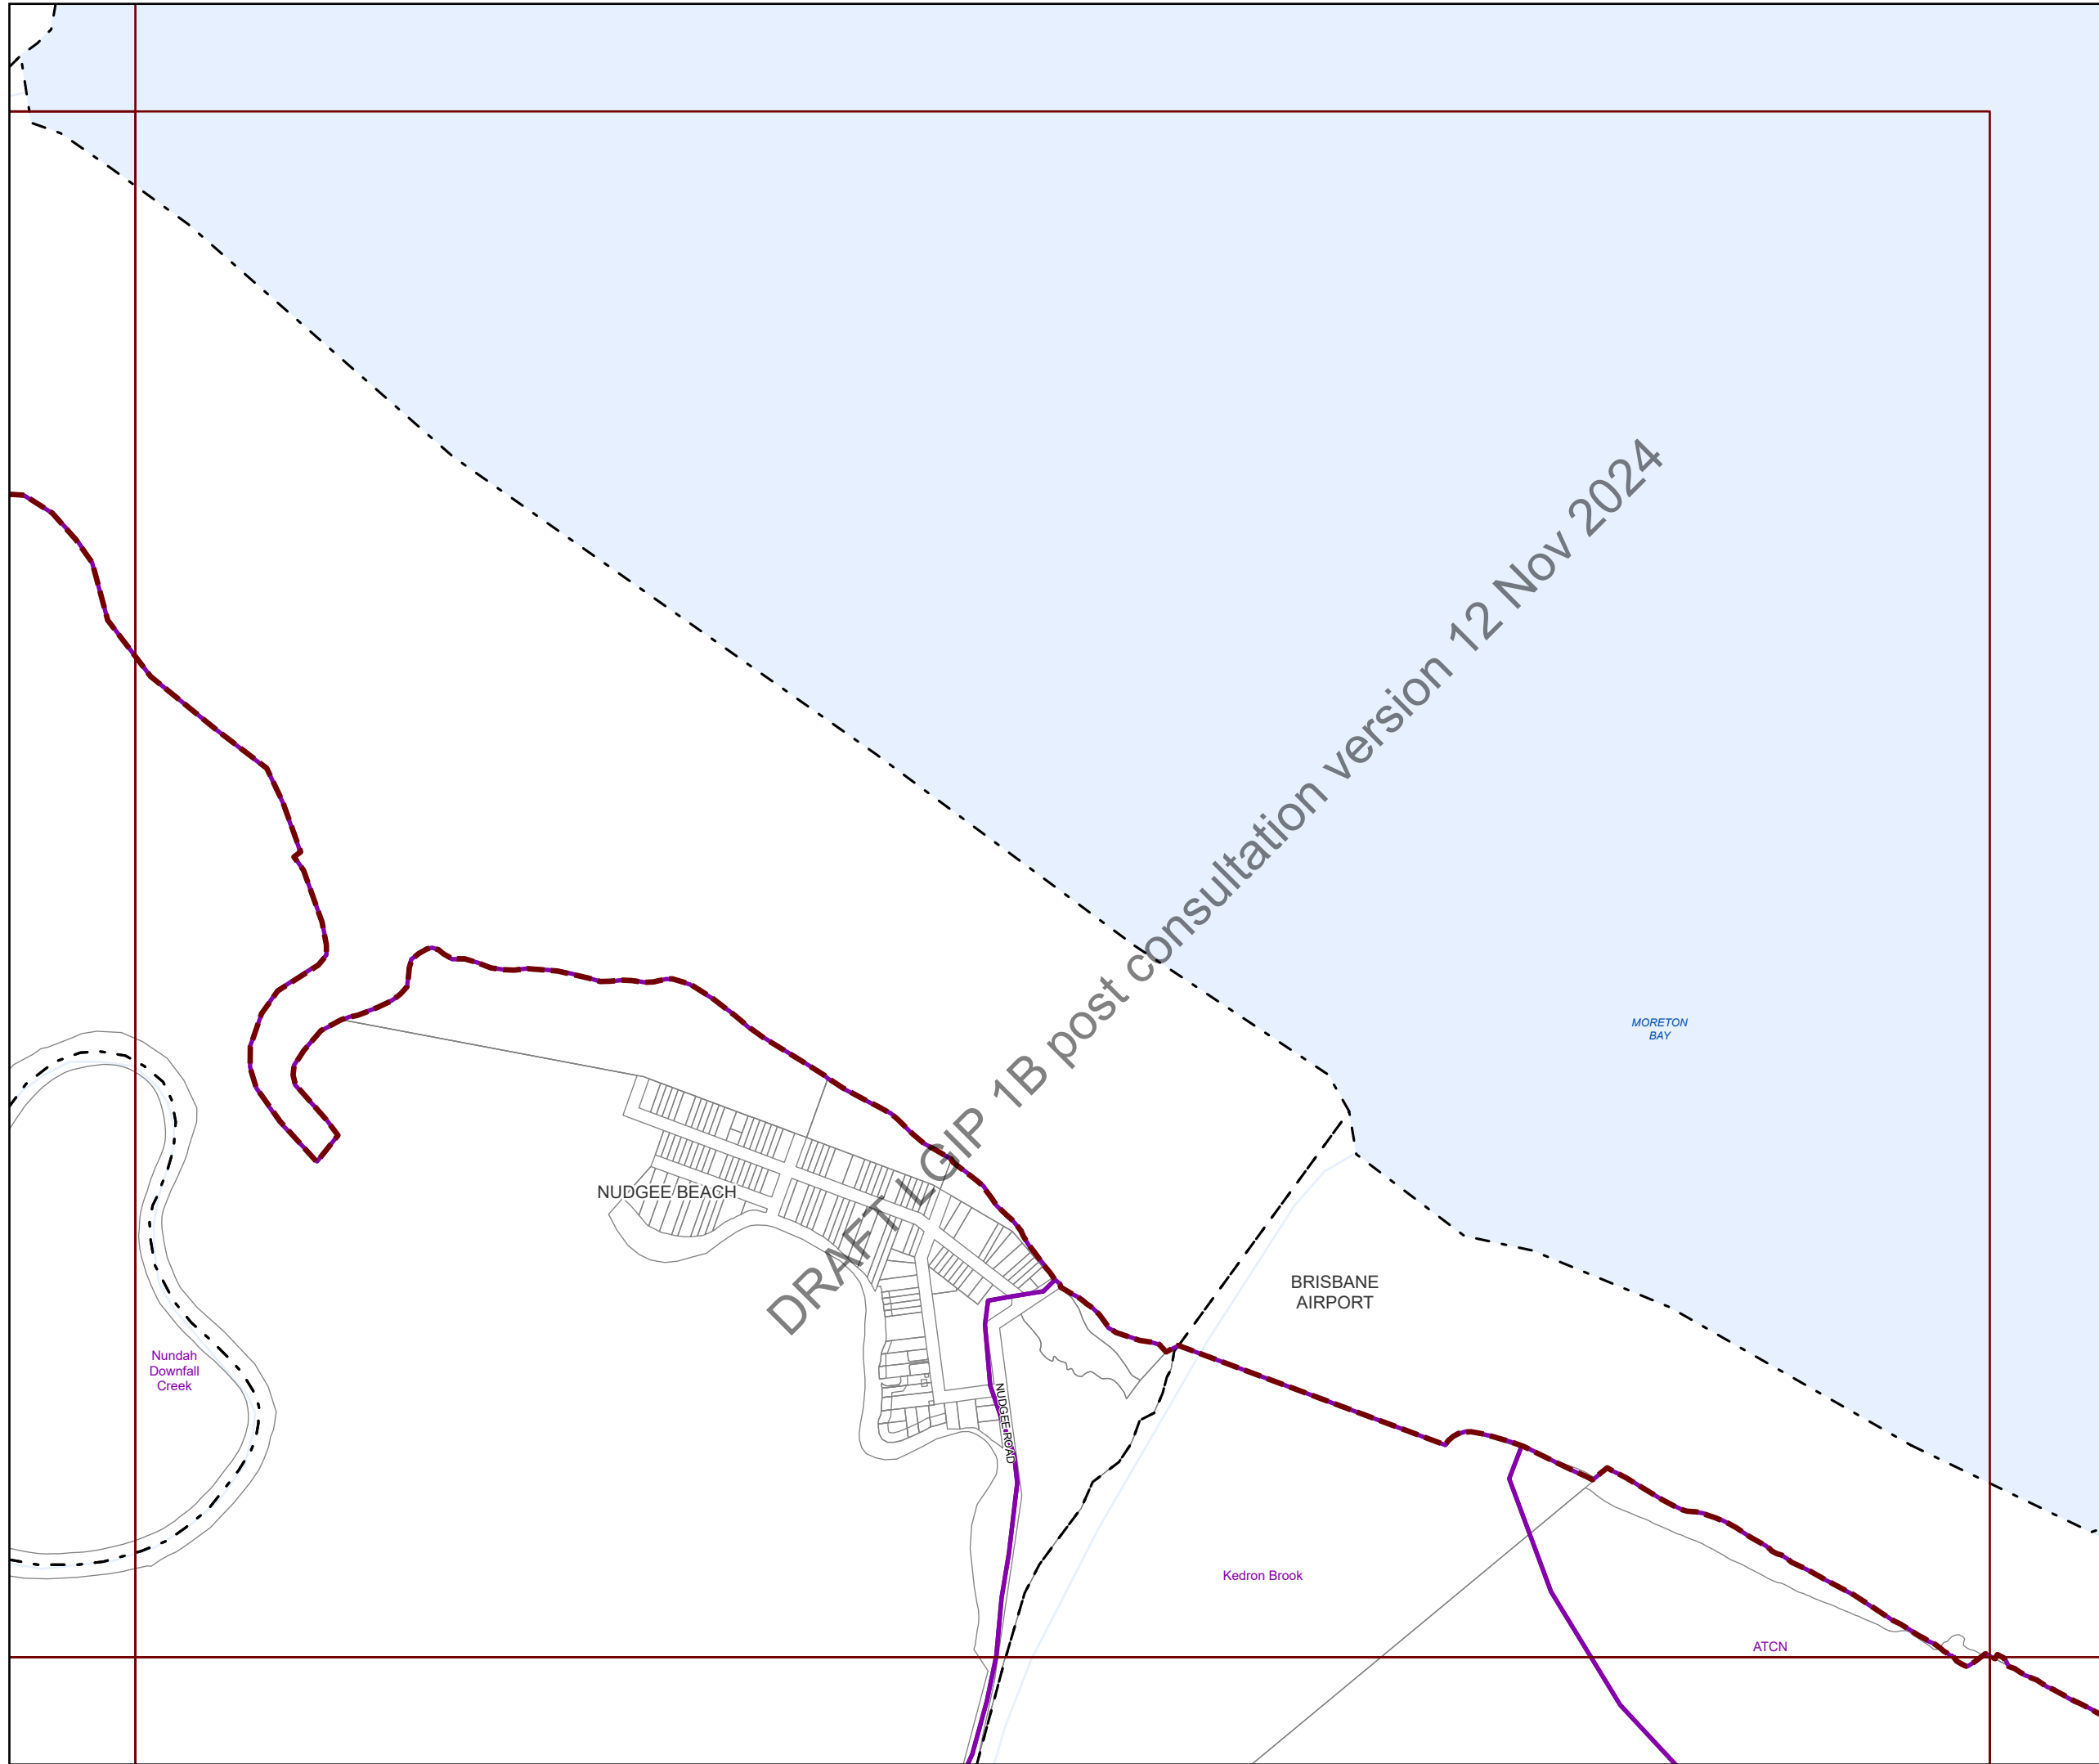 DRAFT LGIP 1B post consultation version 12 Nov 2024
MORETON
BAY
NUDGEE BEACH
BRISBANE
AIRPORT
Nundah
Downfall
Creek
NUDGEE ROAD
Kedron Brook
ATCN